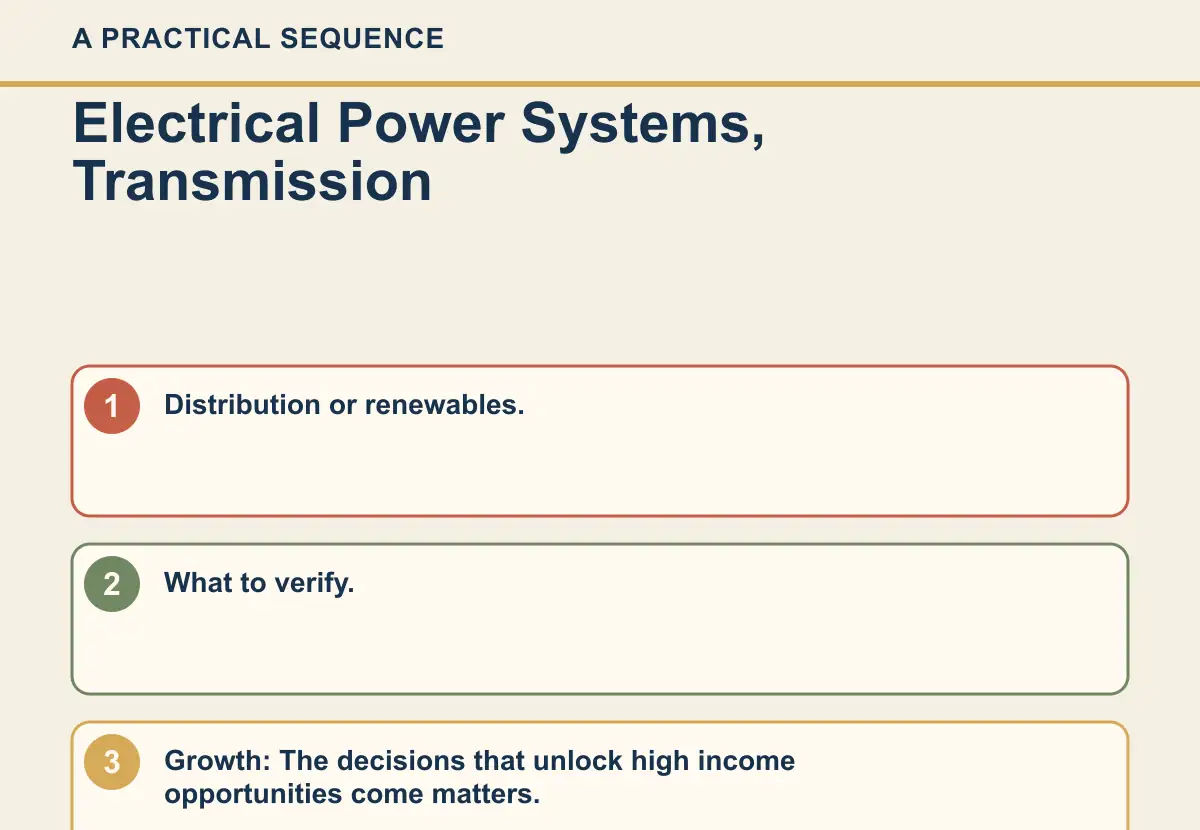 A PRACTICAL SEQUENCE
Electrical Power Systems,
Transmission
1
Distribution or renewables.
2
What to verify.
3
Growth: The decisions that unlock high income
opportunities come matters.